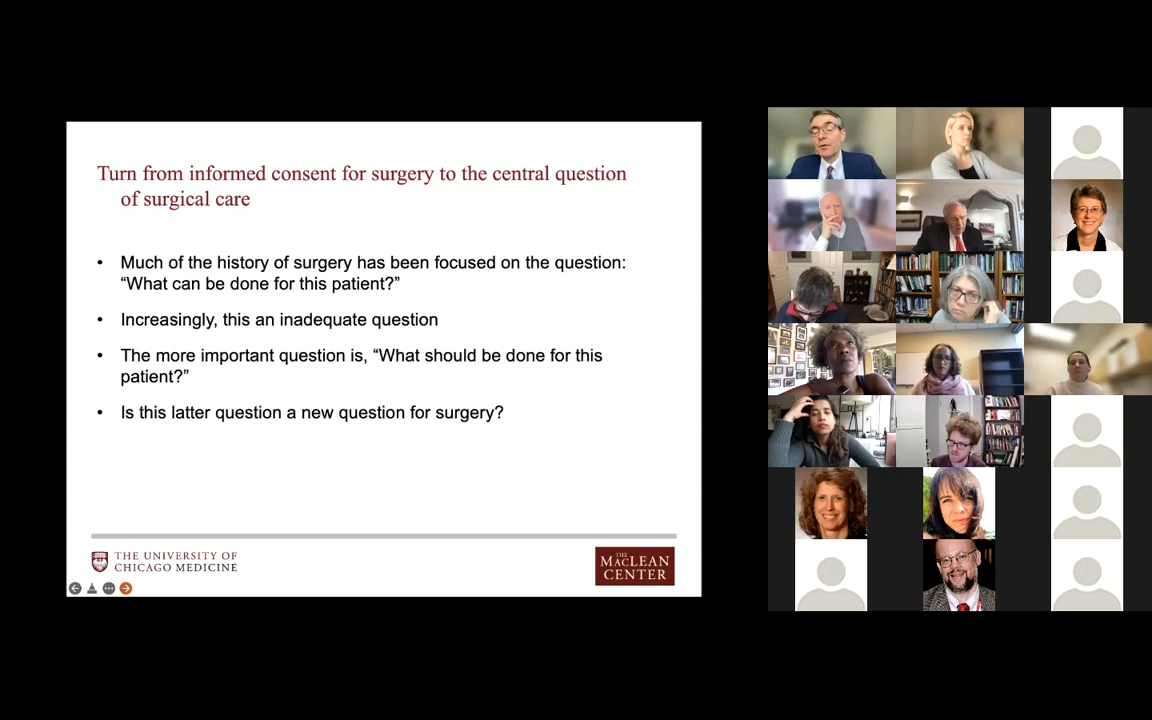 Turn from informed consent for surgery to the central question
of surgical care
• Much of the history of surgery has been focused on the question:
“What can be done for this patient?”
• Increasingly, this an inadequate question
• The more important question is, “What should be done for this
patient?”
• Is this latter question a new question for surgery?
THE UNIVERSITY OF
CHICAGO MEDICINE
THE
MACLEAN
CENTER